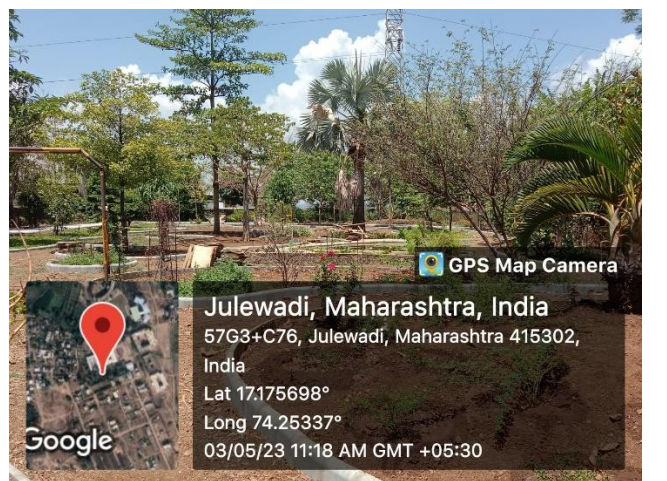 GPS Map Camera
Julewadi, Maharashtra, India
57G3+C76, Julewadi, Maharashtra 415302,
India
Lat 17.175698°
Long 74.25337°
03/05/23 11:18 AM GMT +05:30
Google